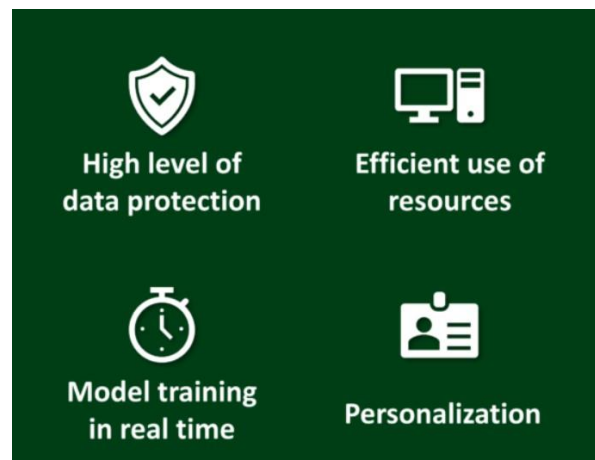 High level of
data protection
Efficient use of
resources
Model training
in real time
Personalization